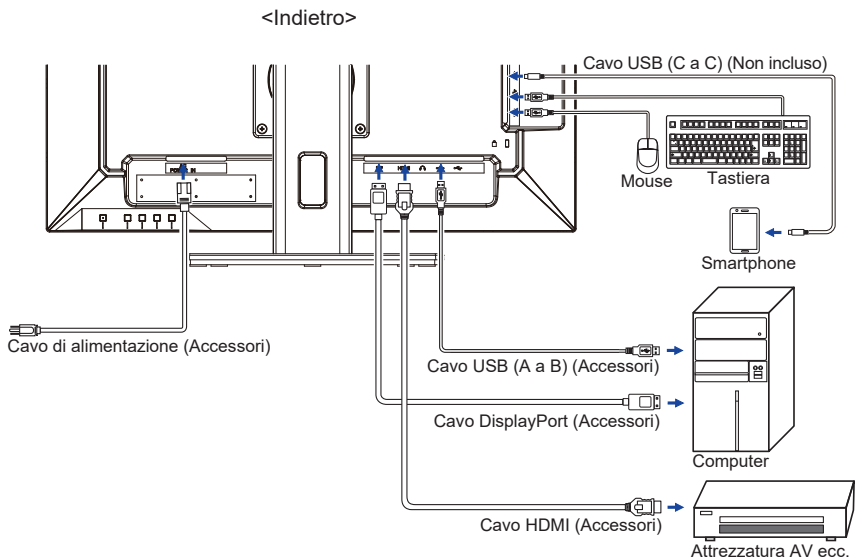 <Indietro>
Cavo USB (C a C) (Non incluso)
Mouse
Tastiera
Smartphone
Cavo di alimentazione (Accessori)
Cavo USB (A a B) (Accessori)
Cavo DisplayPort (Accessori)
Computer
Cavo HDMI (Accessori)
Attrezzatura AV ecc.